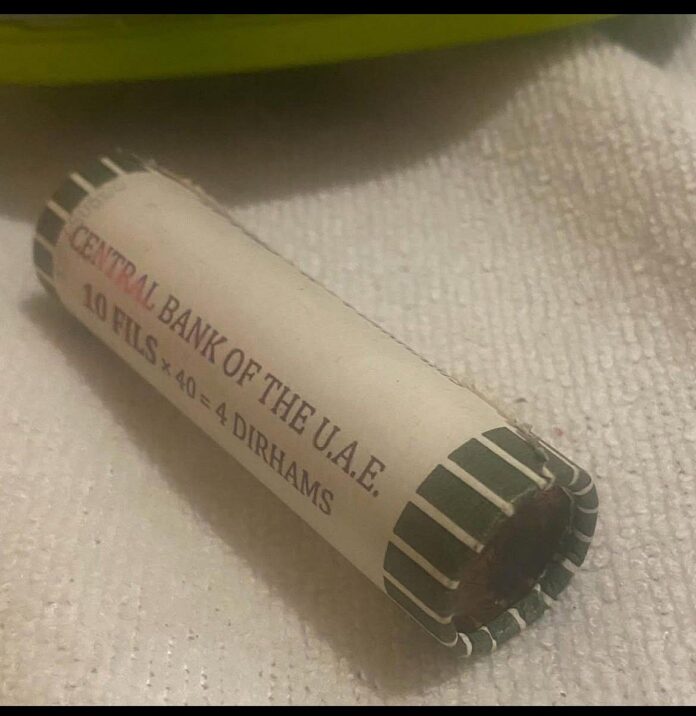 CENTRAL BANK OF THE U.A.E.
10 FILS × 40 = 4 DIRHAMS